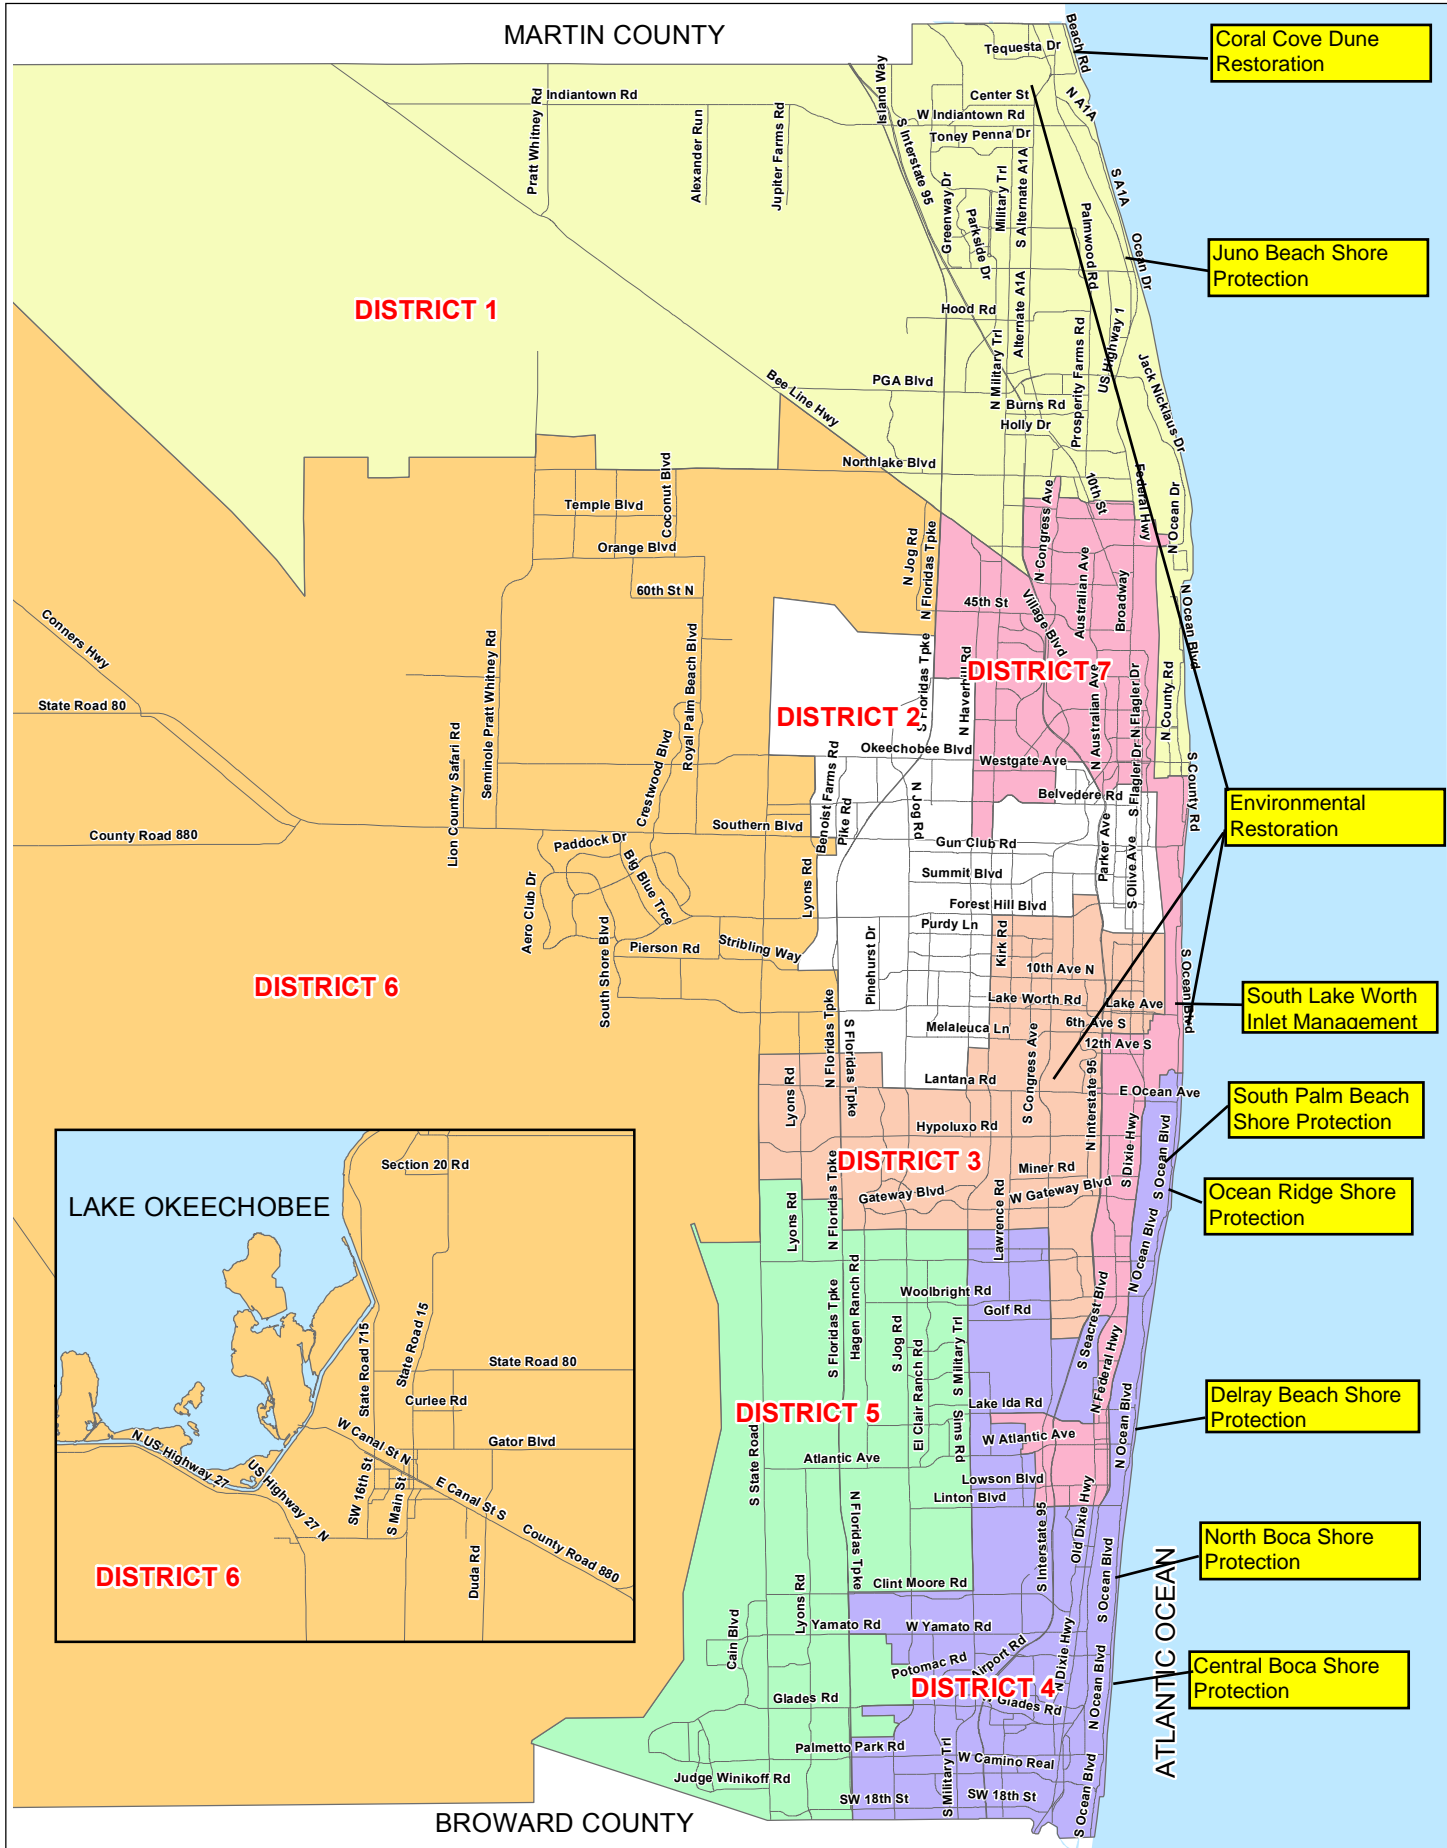 MARTIN COUNTY
Coral Cove Dune
Restoration
Beach Rd
Tequesta Dr
Island Way
Center St
N A1A
Pratt Whitney Rd
Indiantown Rd
Alexander Run
Jupiter Farms Rd
W Indiantown Rd
S Interstate 95
Toney Penna Dr
Greenway Dr
Parkside Dr
Military Trl
S Alternate A1A
S A1A
Palmwood Rd
Ocean Dr
Juno Beach Shore
Protection
DISTRICT 1
Hood Rd
Alternate A1A
N Military Trl
Prosperity Farms Rd
US Highway 1
Jack Nicklaus Dr
Bee Line Hwy
PGA Blvd
Burns Rd
Holly Dr
Northlake Blvd
Coconut Blvd
Temple Blvd
Orange Blvd
60th St N
N Jog Rd
N Floridas Tpke
N Congress Ave
10th St
Federal Hwy
N Ocean Dr
45th St
Village Blvd
Australian Ave
Broadway
N Ocean Blvd
Conners Hwy
State Road 80
Seminole Pratt Whitney Rd
Royal Palm Beach Blvd
DISTRICT 7
N Haverhill Rd
S Floridas Tpke
DISTRICT 2
N Australian Ave
N Flagler Dr
N County Rd
Lion Country Safari Rd
Crestwood Blvd
Okeechobee Blvd
Westgate Ave
S Flagler Dr
S County Rd
Belvedere Rd
Benoist Farms Rd
Pike Rd
N Jog Rd
Environmental
Restoration
County Road 880
Southern Blvd
Paddock Dr
Big Blue Trce
Gun Club Rd
Parker Ave
S Olive Ave
Summit Blvd
Lyons Rd
Forest Hill Blvd
Aero Club Dr
South Shore Blvd
Pierson Rd
Stribling Way
Pinehurst Dr
Purdy Ln
Kirk Rd
10th Ave N
S Ocean Blvd
DISTRICT 6
Lake Worth Rd
Lake Ave
South Lake Worth
Inlet Management
6th Ave S
Melaleuca Ln
12th Ave S
N Floridas Tpke
S Floridas Tpke
S Congress Ave
N Interstate 95
Lantana Rd
Lyons Rd
E Ocean Ave
South Palm Beach
Shore Protection
Hypoluxo Rd
S Dixie Hwy
S Ocean Blvd
DISTRICT 3
Miner Rd
Gateway Blvd
W Gateway Blvd
Ocean Ridge Shore
Protection
Lyons Rd
N Floridas Tpke
Lawrence Rd
N Ocean Blvd
Section 20 Rd
LAKE OKEECHOBEE
State Road 715
State Road 15
State Road 80
Curlee Rd
W Canal St N
Gator Blvd
N US Highway 27
US Highway 27 N
SW 16th St
S Main St
E Canal St S
County Road 880
Duda Rd
DISTRICT 6
Hagen Ranch Rd
S Floridas Tpke
Woolbright Rd
Golf Rd
S Seacrest Blvd
S Jog Rd
El Clair Ranch Rd
S Military Trl
N Federal Hwy
Lake Ida Rd
N Ocean Blvd
Delray Beach Shore
Protection
DISTRICT 5
Sims Rd
W Atlantic Ave
Atlantic Ave
S State Road
Lowson Blvd
Linton Blvd
N Floridas Tpke
S Interstate 95
Old Dixie Hwy
S Ocean Blvd
North Boca Shore
Protection
Clint Moore Rd
Lyons Rd
Cain Blvd
Yamato Rd
W Yamato Rd
Potomac Rd
Airport Rd
N Dixie Hwy
N Ocean Blvd
ATLANTIC OCEAN
DISTRICT 4
Central Boca Shore
Protection
Glades Rd
W Glades Rd
Palmetto Park Rd
W Camino Real
Judge Winikoff Rd
S Military Trl
SW 18th St
SW 18th St
S Ocean Blvd
BROWARD COUNTY